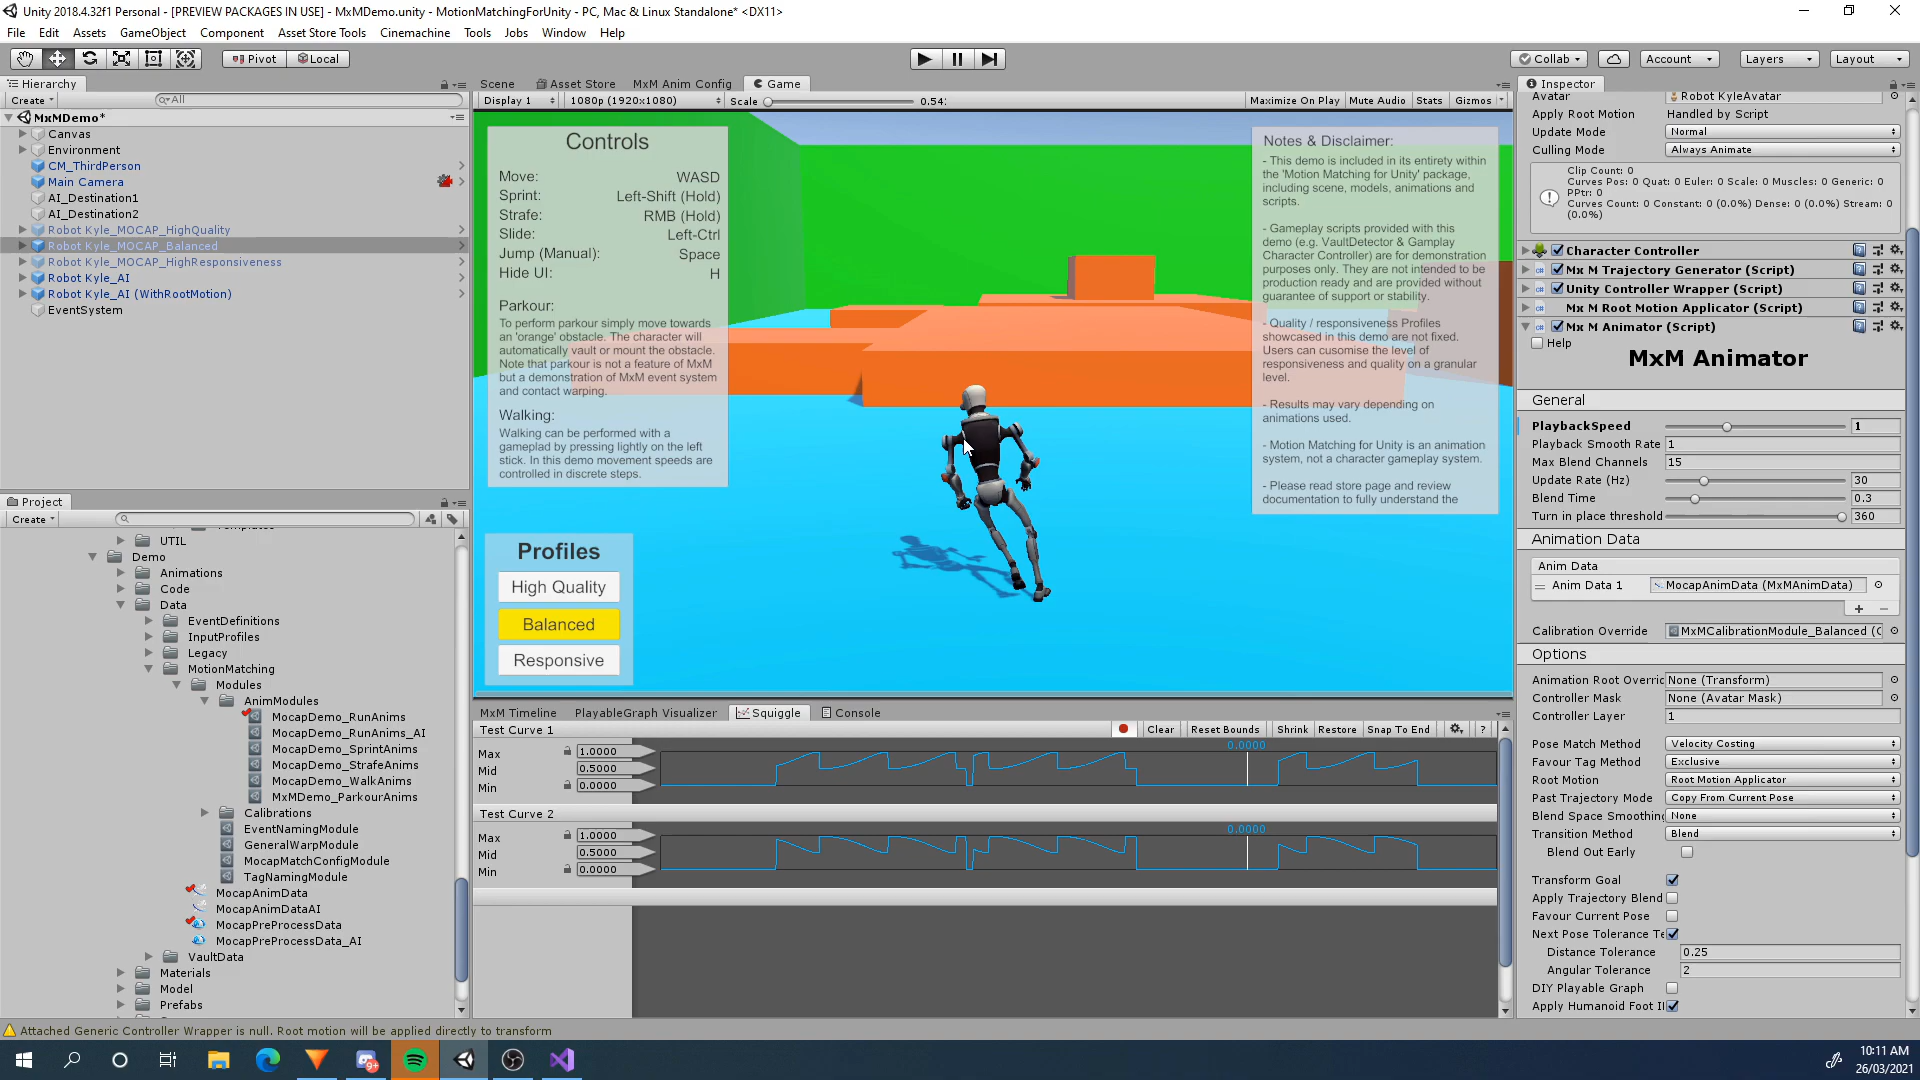 Unity 2018.4.32f1 Personal - [PREVIEW PACKAGES IN USE] - MxMDemo.unity - MotionMatchingForUnity - PC, Mac & Linux Standalone* <DX11>
File Edit Assets GameObject Component Asset Store Tools Cinemachine Tools Jobs Window Help
Pivot Local Collab Account Layers Layout
Hierarchy
Create All
MxMDemo*
Canvas
Environment
CM_ThirdPerson
Main Camera
AI_Destination1
AI_Destination2
Robot Kyle_MOCAP_HighQuality
Robot Kyle_MOCAP_Balanced
Robot Kyle_MOCAP_HighResponsiveness
Robot Kyle_AI
Robot Kyle_AI (WithRootMotion)
EventSystem
Project
Create
UTIL
Demo
Animations
Code
Data
EventDefinitions
InputProfiles
Legacy
MotionMatching
Modules
AnimModules
MocapDemo_RunAnims
MocapDemo_RunAnims_AI
MocapDemo_SprintAnims
MocapDemo_StrafeAnims
MocapDemo_WalkAnims
MxMDemo_ParkourAnims
Calibrations
EventNamingModule
GeneralWarpModule
MocapMatchConfigModule
TagNamingModule
MocapAnimData
MocapAnimDataAI
MocapPreProcessData
MocapPreProcessData_AI
VaultData
Materials
Model
Prefabs
Scene Asset Store MxM Anim Config Game
Display 1 1080p (1920x1080) Scale 0.54: Maximize On Play Mute Audio Stats Gizmos
Controls
Move: WASD
Sprint: Left-Shift (Hold)
Strafe: RMB (Hold)
Slide: Left-Ctrl
Jump (Manual): Space
Hide UI: H
Parkour:
To perform parkour simply move towards
an 'orange' obstacle. The character will
automatically vault or mount the obstacle.
Note that parkour is not a feature of MxM
but a demonstration of MxM event system
and contact warping.
Walking:
Walking can be performed with a
gameplad by pressing lightly on the left
stick. In this demo movement speeds are
controlled in discrete steps.
Profiles
High Quality
Balanced
Responsive
Notes & Disclaimer:
- This demo is included in its entirety within
the 'Motion Matching for Unity' package,
including scene, models, animations and
scripts.
- Gameplay scripts provided with this
demo (e.g. VaultDetector & Gamplay
Character Controller) are for demonstration
purposes only. They are not intended to be
production ready and are provided without
guarantee of support or stability.
- Quality / responsiveness Profiles
showcased in this demo are not fixed.
Users can cusomise the level of
responsiveness and quality on a granular
level.
- Results may vary depending on
animations used.
- Motion Matching for Unity is an animation
system, not a character gameplay system.
- Please read store page and review
documentation to fully understand the
MxM Timeline PlayableGraph Visualizer Squiggle Console
Test Curve 1 Clear Reset Bounds Shrink Restore Snap To End ?
Max 1.0000 0.0000
Mid 0.5000
Min 0.0000
Test Curve 2
Max 1.0000 0.0000
Mid 0.5000
Min 0.0000
Inspector
Avatar Robot KyleAvatar
Apply Root Motion Handled by Script
Update Mode Normal
Culling Mode Always Animate
Clip Count: 0
Curves Pos: 0 Quat: 0 Euler: 0 Scale: 0 Muscles: 0 Generic: 0
PPtr: 0
Curves Count: 0 Constant: 0 (0.0%) Dense: 0 (0.0%) Stream: 0
(0.0%)
Character Controller
Mx M Trajectory Generator (Script)
Unity Controller Wrapper (Script)
Mx M Root Motion Applicator (Script)
Mx M Animator (Script)
Help
MxM Animator
General
PlaybackSpeed 1
Playback Smooth Rate 1
Max Blend Channels 15
Update Rate (Hz) 30
Blend Time 0.3
Turn in place threshold 360
Animation Data
Anim Data
Anim Data 1 MocapAnimData (MxMAnimData)
Calibration Override MxMCalibrationModule_Balanced (C
Options
Animation Root Overric None (Transform)
Controller Mask None (Avatar Mask)
Controller Layer 1
Pose Match Method Velocity Costing
Favour Tag Method Exclusive
Root Motion Root Motion Applicator
Past Trajectory Mode Copy From Current Pose
Blend Space Smoothing None
Transition Method Blend
Blend Out Early
Transform Goal
Apply Trajectory Blend
Favour Current Pose
Next Pose Tolerance Te
Distance Tolerance 0.25
Angular Tolerance 2
DIY Playable Graph
Apply Humanoid Foot I
Attached Generic Controller Wrapper is null. Root motion will be applied directly to transform
10:11 AM
26/03/2021